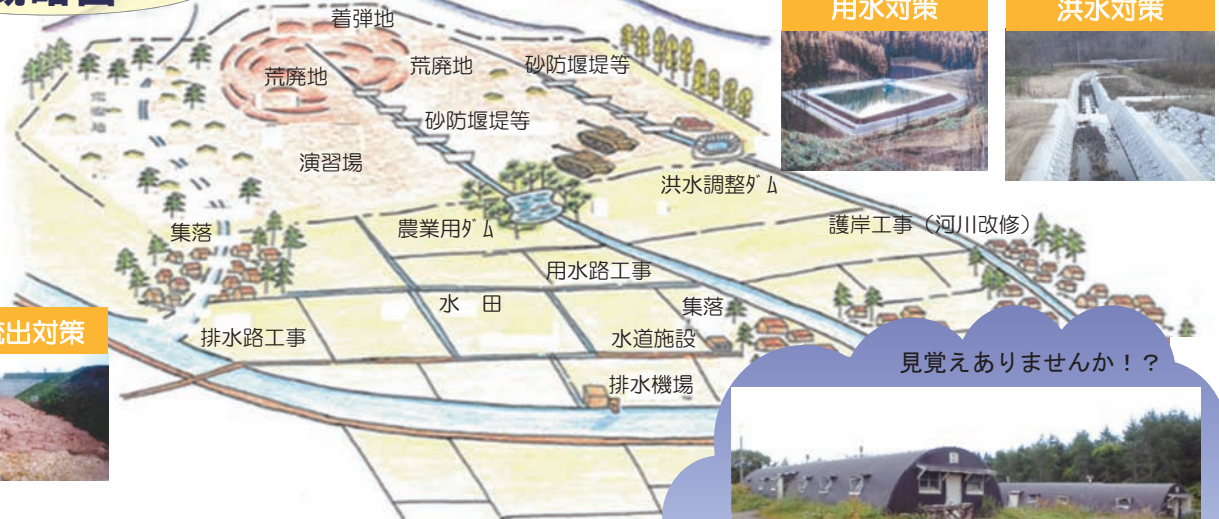 用水対策
洪水対策
着弾地
荒廃地
荒廃地
砂防堰堤等
砂防堰堤等
演習場
洪水調整ダム
集落
農業用ダム
護岸工事（河川改修）
用水路工事
水　田
集落
排水路工事
水道施設
排水機場
出対策
見覚えありませんか！？